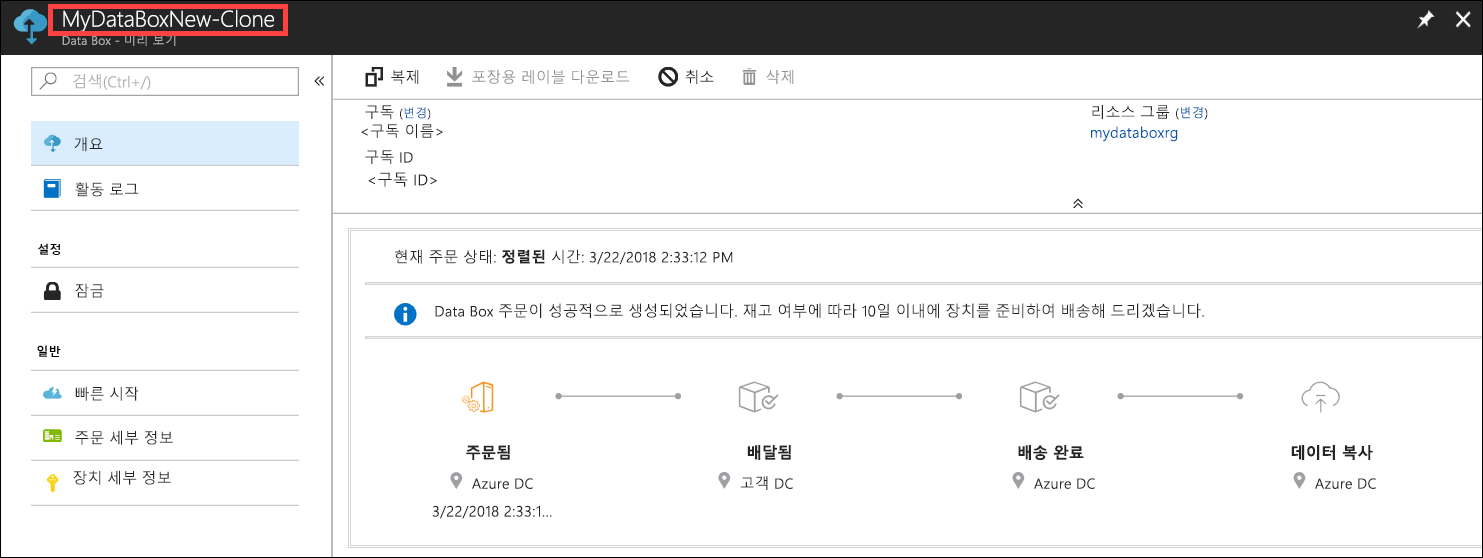 MyDataBoxNew-Clone
Data Box - 미리 보기
검색(Ctrl+/)
개요
활동 로그
설정
잠금
일반
빠른 시작
주문 세부 정보
장치 세부 정보
복제 포장용 레이블 다운로드 취소 삭제
구독 (변경) 리소스 그룹 (변경)
<구독 이름> mydataboxrg
구독 ID
<구독 ID>
현재 주문 상태: 정렬된 시간: 3/22/2018 2:33:12 PM
Data Box 주문이 성공적으로 생성되었습니다. 재고 여부에 따라 10일 이내에 장치를 준비하여 배송해 드리겠습니다.
주문됨 배달됨 배송 완료 데이터 복사
Azure DC 고객 DC Azure DC Azure DC
3/22/2018 2:33:1...